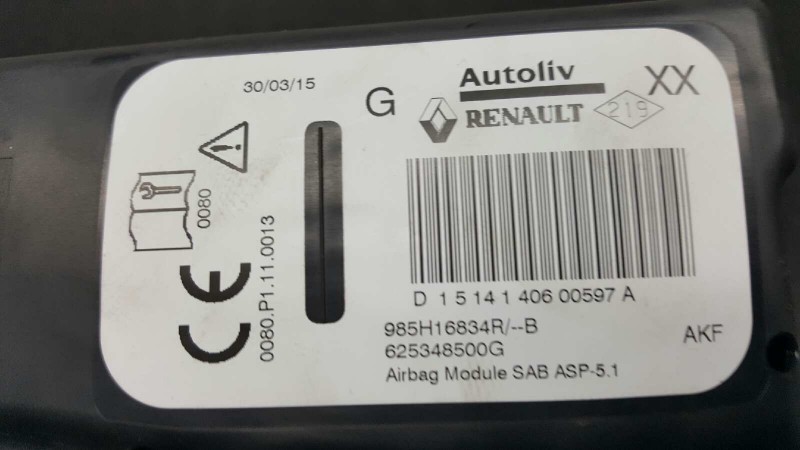 30/03/15
G
Autoliv
XX
RENAULT
219
0080
0080.P1.11.0013
CE
D 1 5 14 1 406 00597 A
985H16834R/--B
625348500G
AKF
Airbag Module SAB ASP-5.1